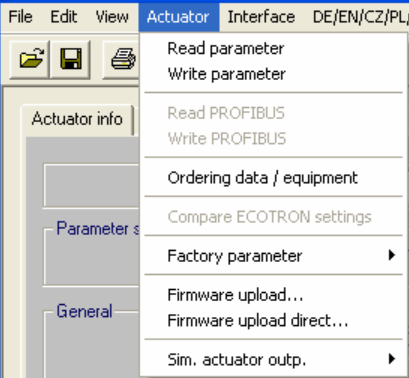 File Edit View Actuator Interface DE/EN/CZ/PL/
Read parameter
Write parameter
Read PROFIBUS
Write PROFIBUS
Actuator info
Ordering data / equipment
Compare ECOTRON settings
Parameter s
Factory parameter
Firmware upload...
General
Firmware upload direct...
Sim. actuator outp.